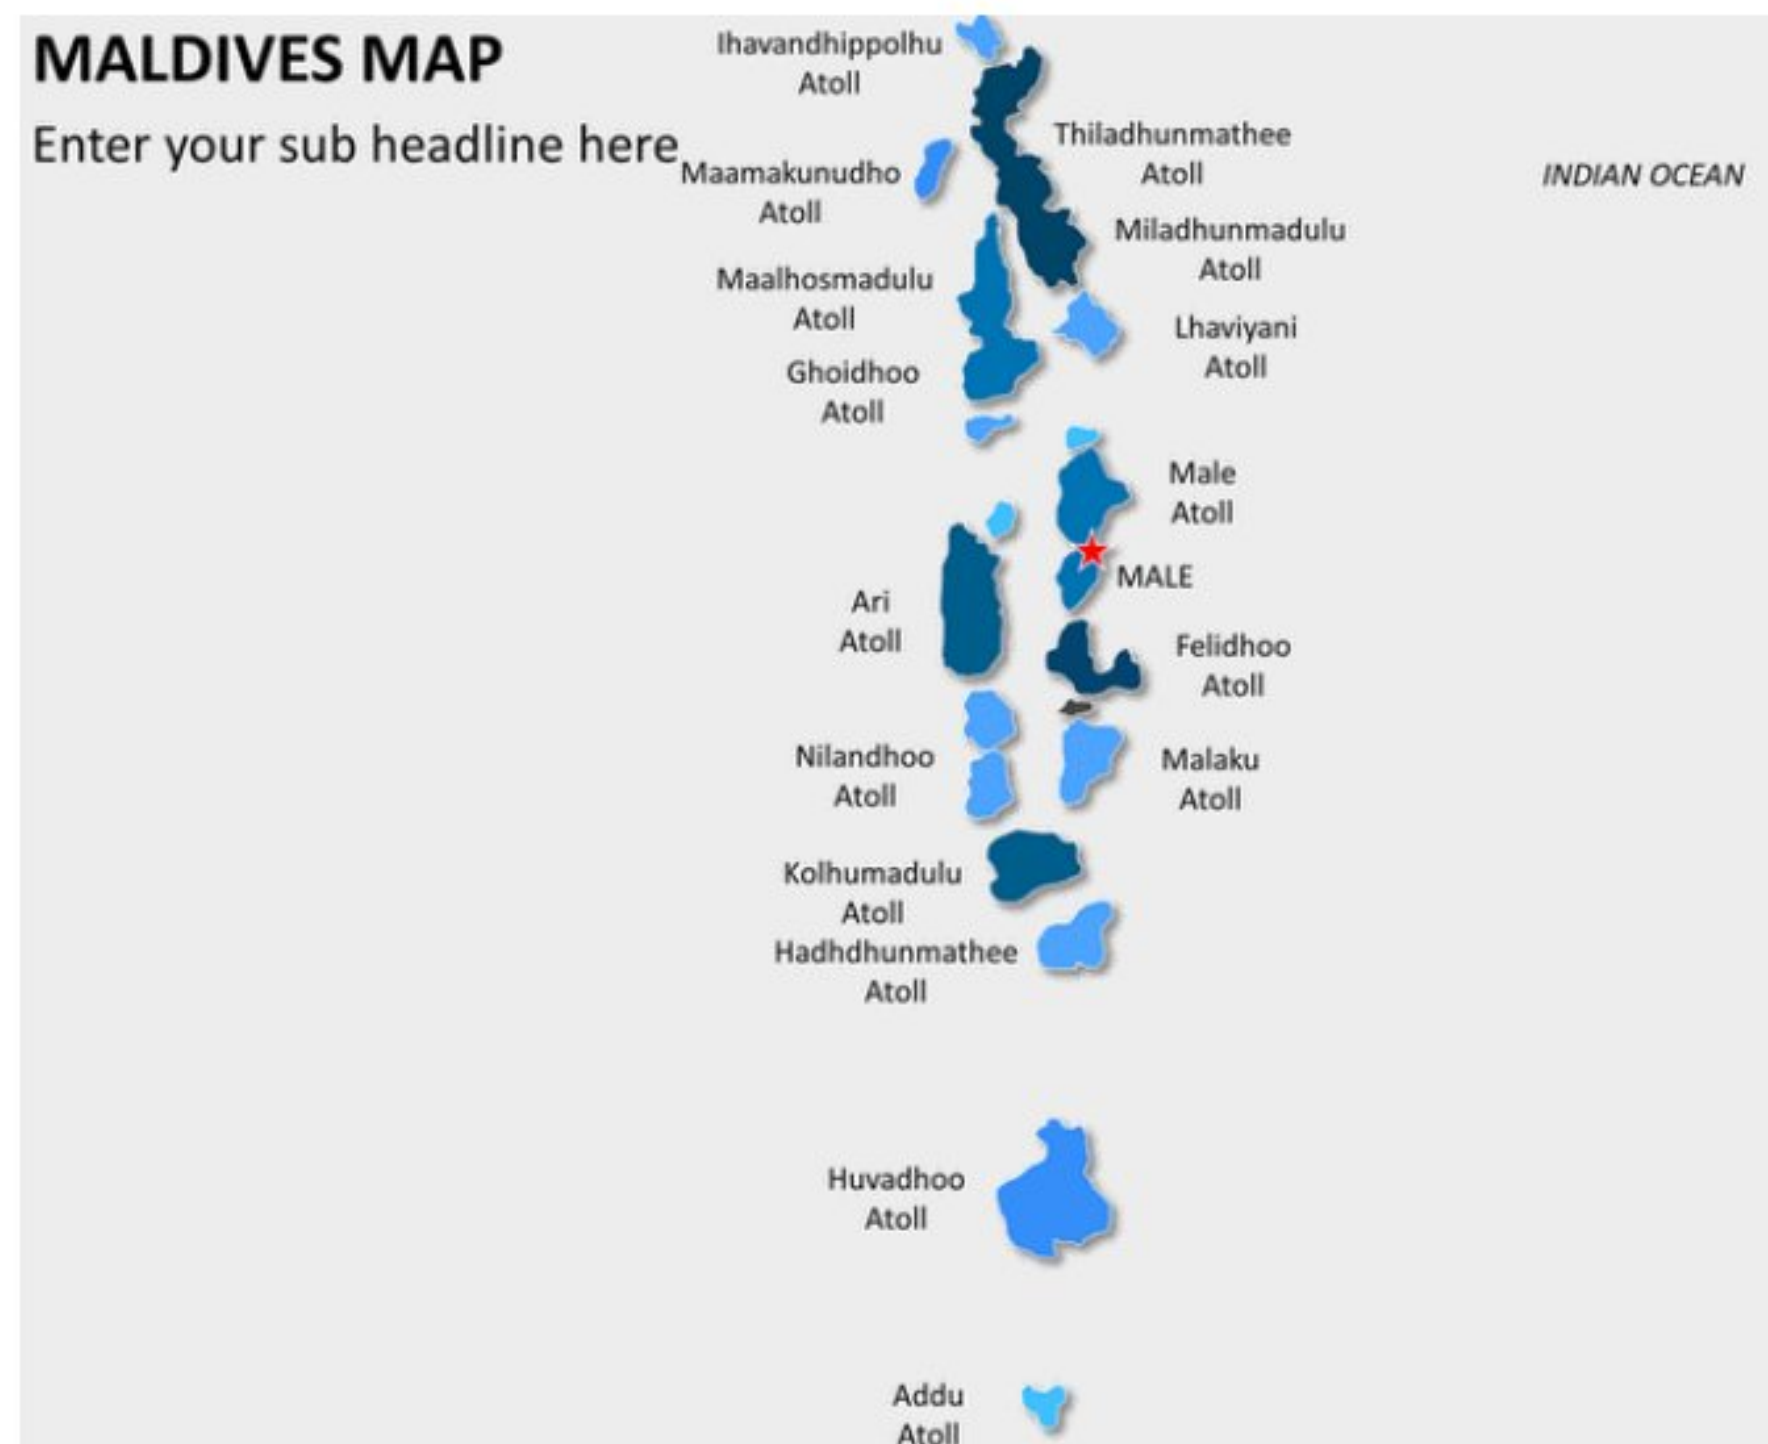 MALDIVES MAP
Enter your sub headline here
Ihavandhippolhu
Atoll
Thiladhunmathee
Atoll
INDIAN OCEAN
Maamakunudho
Atoll
Miladhunmadulu
Atoll
Maalhosmadulu
Atoll
Lhaviyani
Atoll
Ghoidhoo
Atoll
Male
Atoll
MALE
Ari
Atoll
Felidhoo
Atoll
Nilandhoo
Atoll
Malaku
Atoll
Kolhumadulu
Atoll
Hadhdhunmathee
Atoll
Huvadhoo
Atoll
Addu
Atoll